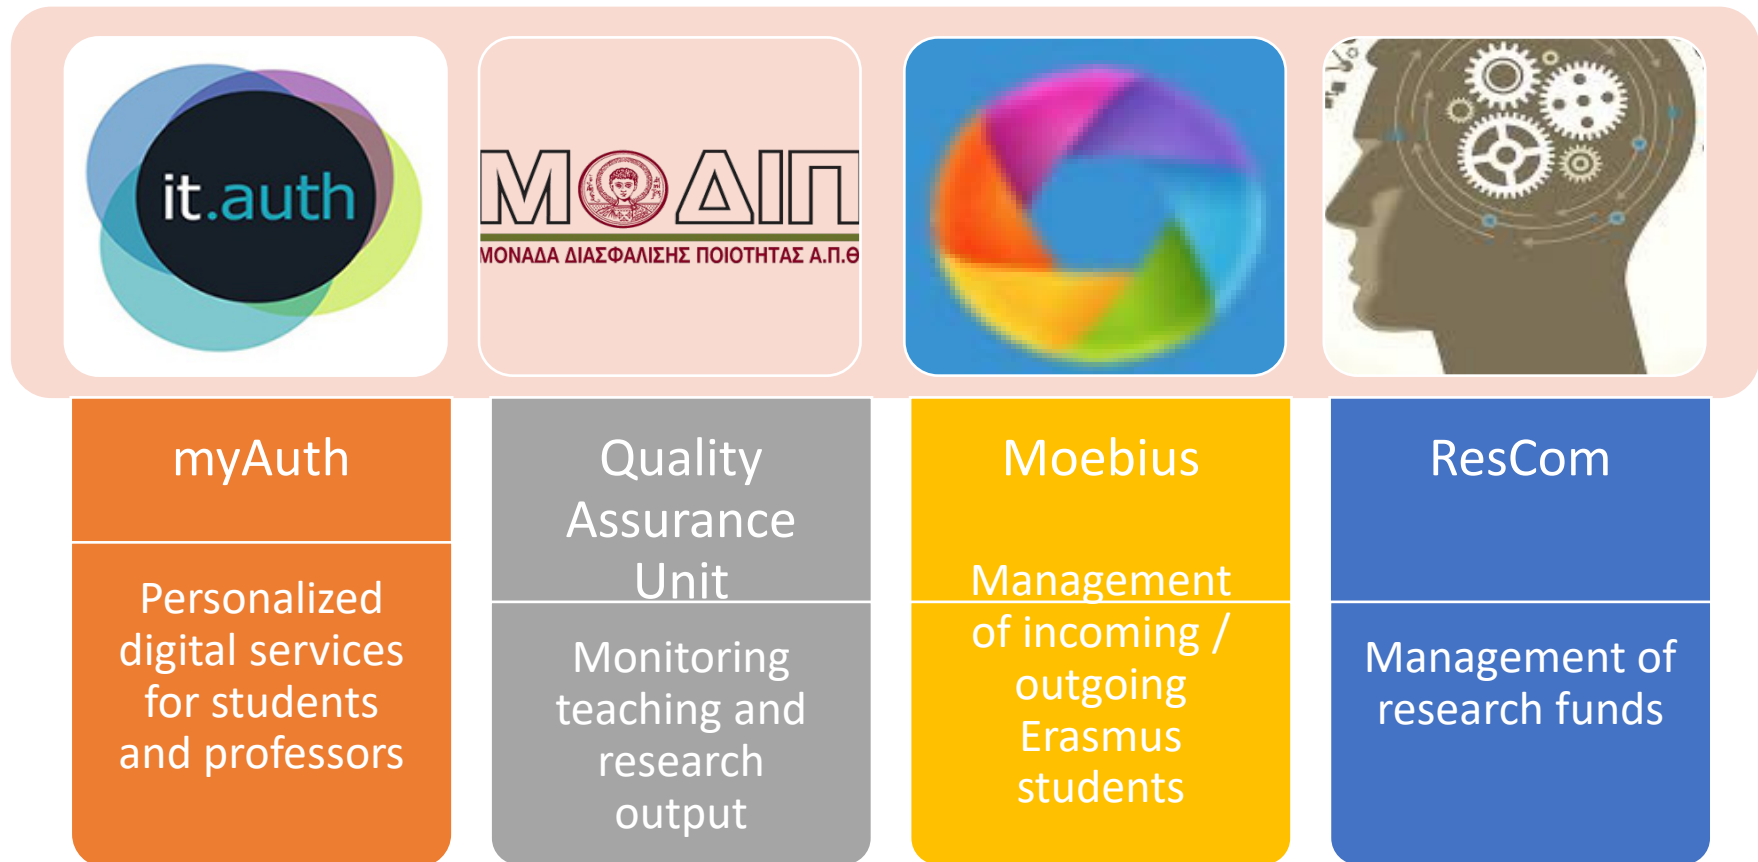 it.auth
ΜΟΔΙΠ
ΜΟΝΑΔΑ ΔΙΑΣΦΑΛΙΣΗΣ ΠΟΙΟΤΗΤΑΣ Α.Π.Θ
myAuth
Personalized
digital services
for students
and professors
Quality
Assurance
Unit
Monitoring
teaching and
research
output
Moebius
Management
of incoming /
outgoing
Erasmus
students
ResCom
Management of
research funds